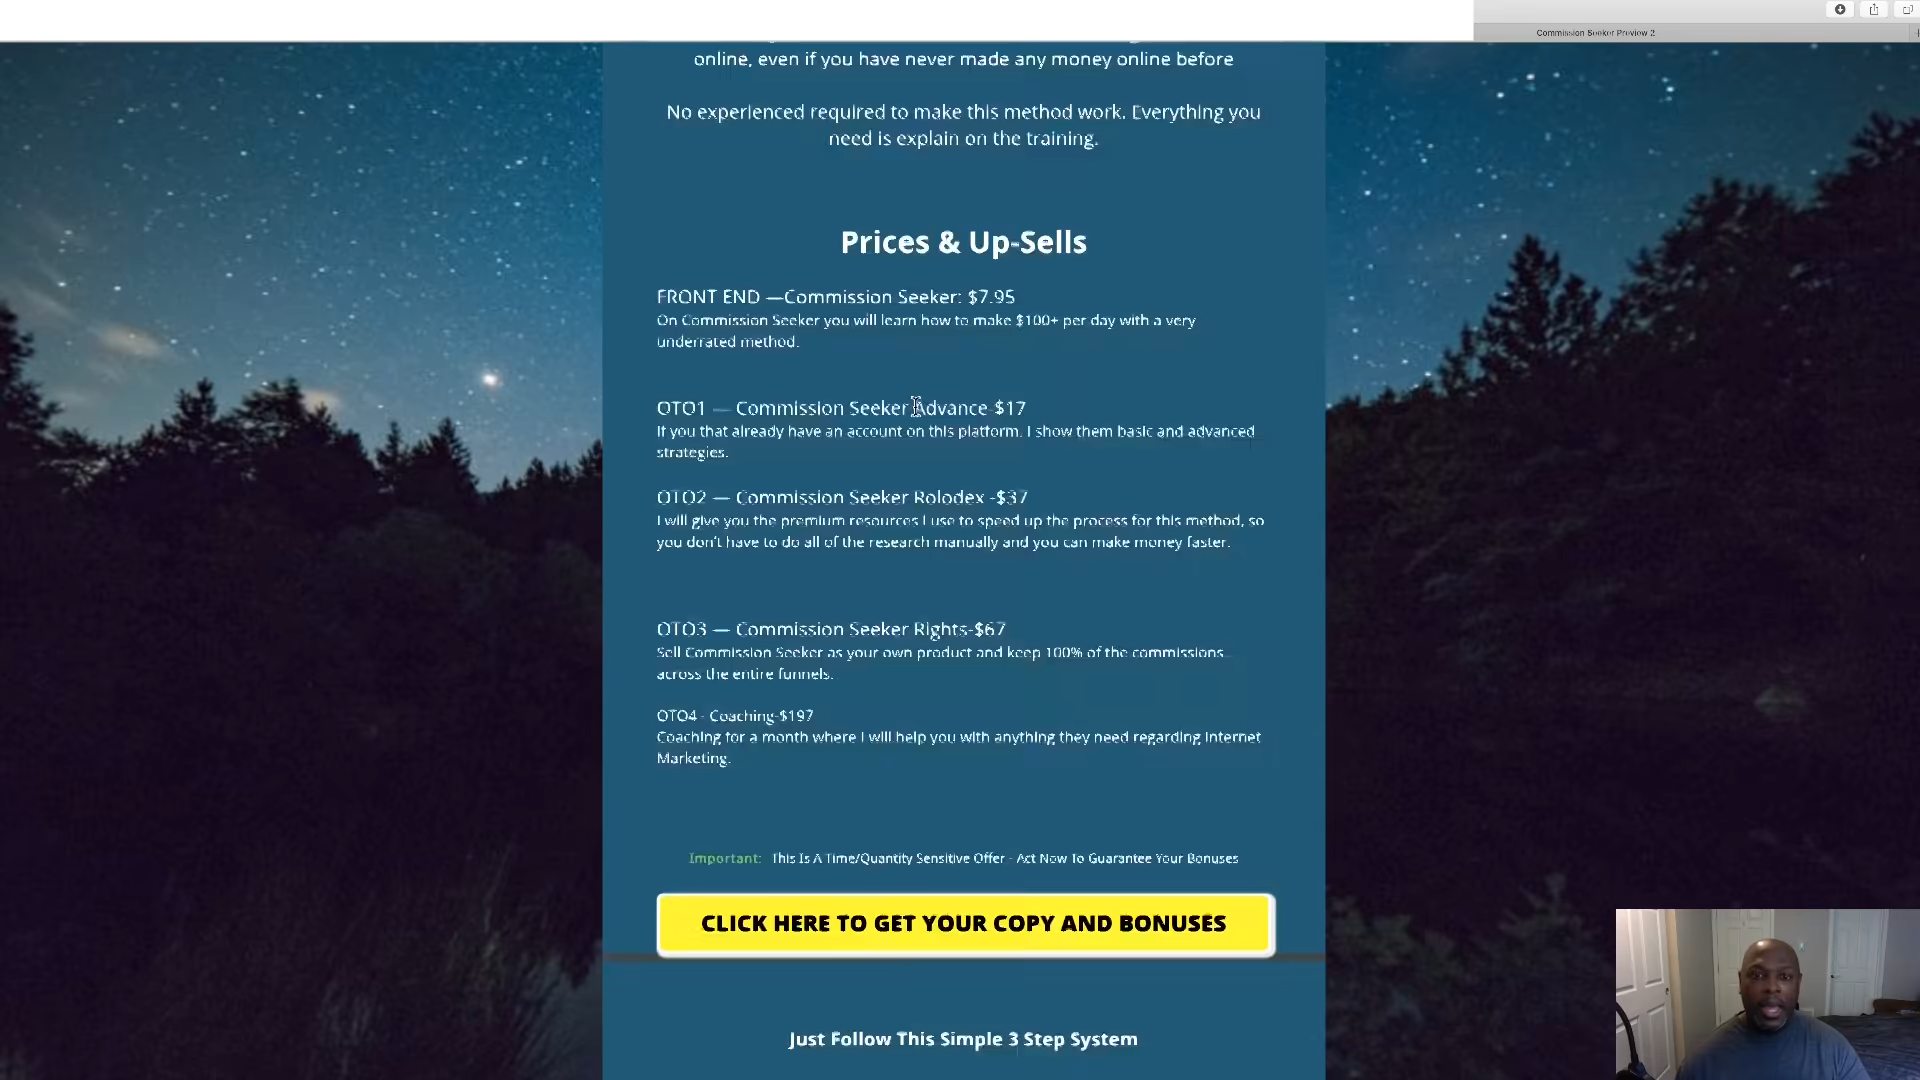 Commission Seeker Preview 2
online, even if you have never made any money online before
No experienced required to make this method work. Everything you
need is explain on the training.
Prices & Up-Sells
FRONT END —Commission Seeker: $7.95
On Commission Seeker you will learn how to make $100+ per day with a very
underrated method.
OTO1 — Commission Seeker Advance-$17
If you that already have an account on this platform. I show them basic and advanced
strategies.
OTO2 — Commission Seeker Rolodex -$37
I will give you the premium resources I use to speed up the process for this method, so
you don't have to do all of the research manually and you can make money faster.
OTO3 — Commission Seeker Rights-$67
Sell Commission Seeker as your own product and keep 100% of the commissions
across the entire funnels.
OTO4 - Coaching-$197
Coaching for a month where I will help you with anything they need regarding Internet
Marketing.
Important: This Is A Time/Quantity Sensitive Offer - Act Now To Guarantee Your Bonuses
CLICK HERE TO GET YOUR COPY AND BONUSES
Just Follow This Simple 3 Step System